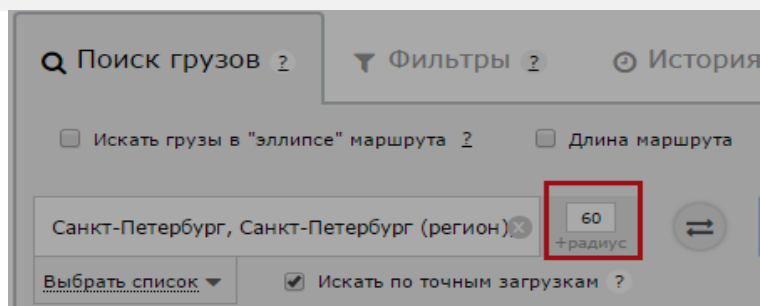 Поиск грузов ? Фильтры ? История
Искать грузы в "эллипсе" маршрута ? Длина маршрута
Санкт-Петербург, Санкт-Петербург (регион) 60
+радиус
Выбрать список Искать по точным загрузкам ?